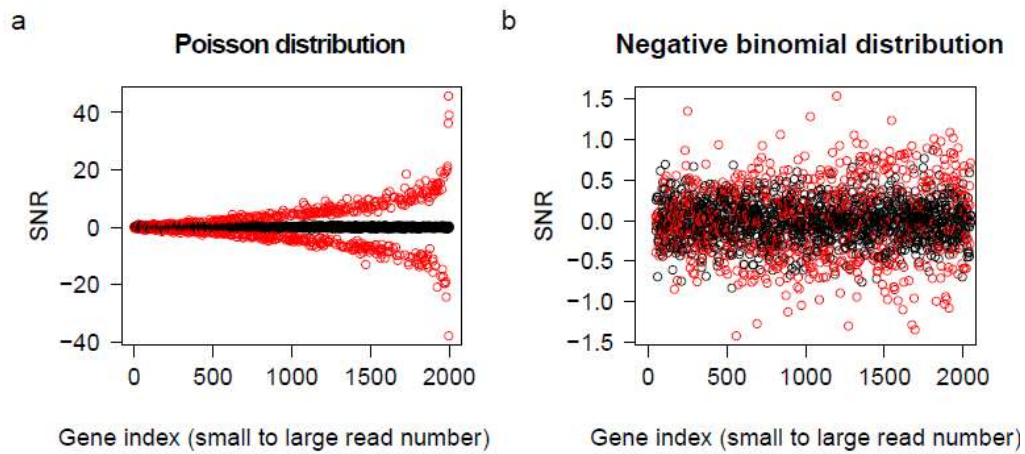 a
Poisson distribution
SNR
40
20
0
−20
−40
0 500 1000 1500 2000
Gene index (small to large read number)
b
Negative binomial distribution
SNR
1.5
1.0
0.5
0.0
−0.5
−1.0
−1.5
0 500 1000 1500 2000
Gene index (small to large read number)